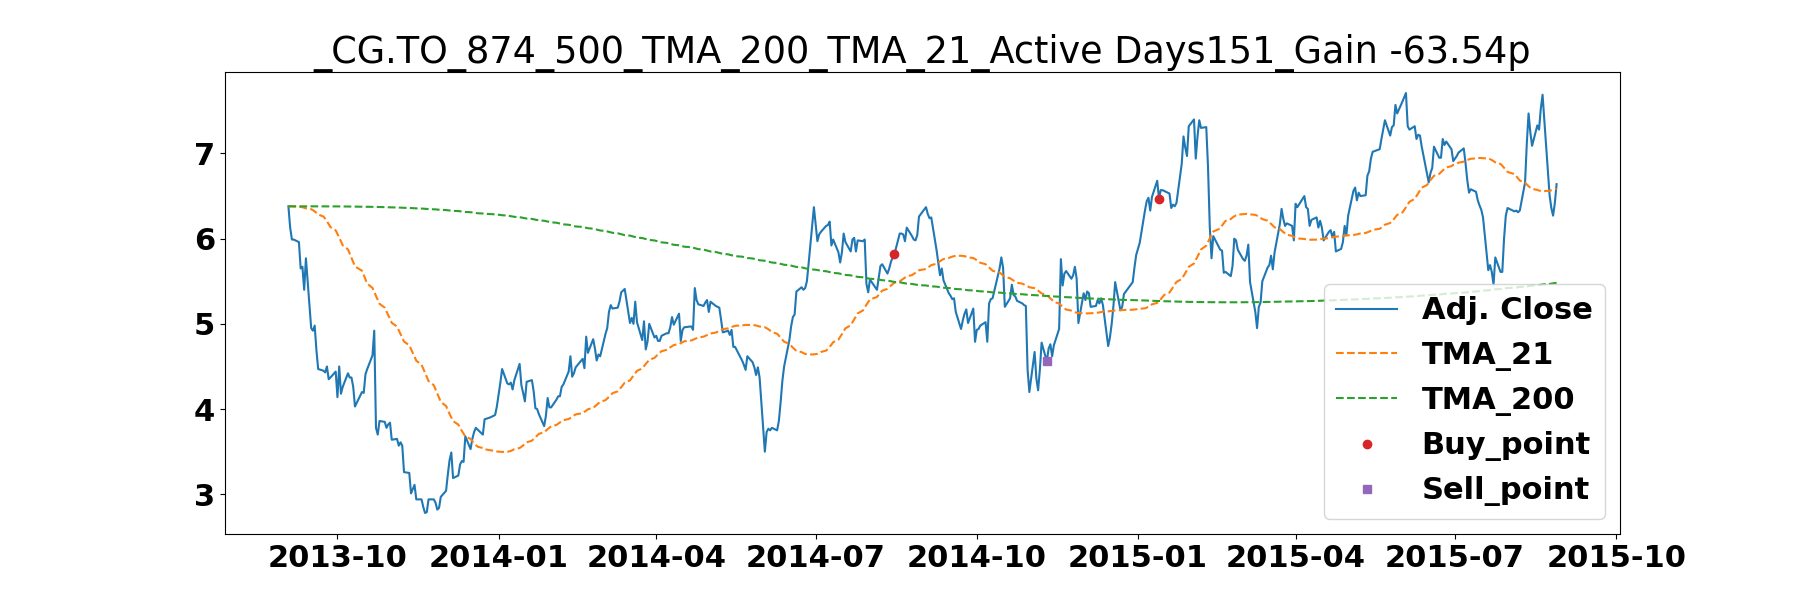 _CG.TO_874_500_TMA_200_TMA_21_Active Days151_Gain -63.54p
7
6
5
4
3
Adj. Close
TMA_21
TMA_200
Buy_point
Sell_point
2013-10 2014-01 2014-04 2014-07 2014-10 2015-01 2015-04 2015-07 2015-10